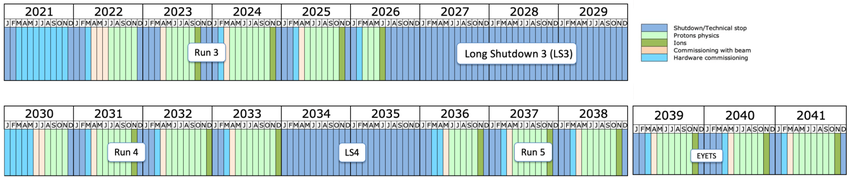 2021 2022 2023 2024 2025 2026 2027 2028 2029
J F M A M J J A S O N D J F M A M J J A S O N D J F M A M J J A S O N D J F M A M J J A S O N D J F M A M J J A S O N D J F M A M J J A S O N D J F M A M J J A S O N D J F M A M J J A S O N D J F M A M J J A S O N D
Run 3 Long Shutdown 3 (LS3)
Shutdown/Technical stop
Protons physics
Ions
Commissioning with beam
Hardware commissioning
2030 2031 2032 2033 2034 2035 2036 2037 2038
J F M A M J J A S O N D J F M A M J J A S O N D J F M A M J J A S O N D J F M A M J J A S O N D J F M A M J J A S O N D J F M A M J J A S O N D J F M A M J J A S O N D J F M A M J J A S O N D J F M A M J J A S O N D
Run 4 LS4 Run 5
2039 2040 2041
J F M A M J J A S O N D J F M A M J J A S O N D J F M A M J J A S O N D
EYETS